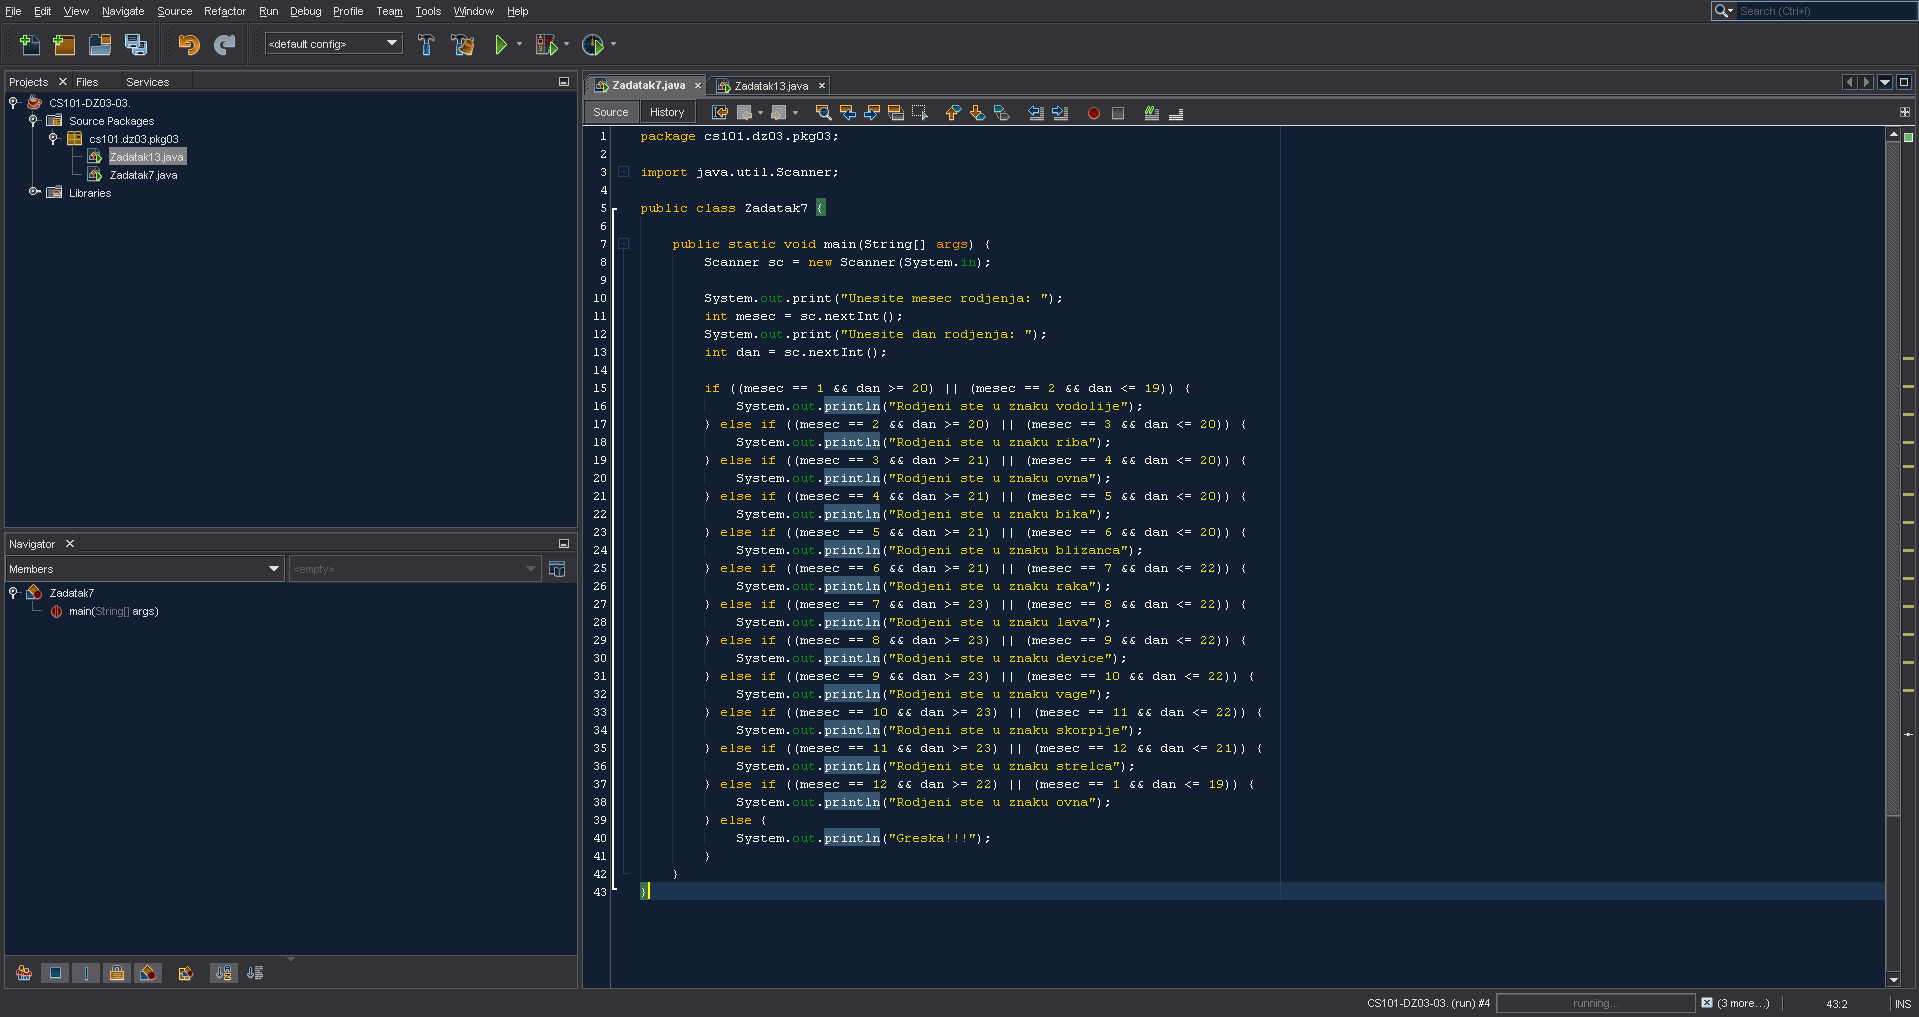 File Edit View Navigate Source Refactor Run Debug Profile Team Tools Window Help
Search (Ctrl+I)
<default config>
Projects Files Services
CS101-DZ03-03.
Source Packages
cs101.dz03.pkg03
Zadatak13.java
Zadatak7.java
Libraries
Navigator
Members <empty>
Zadatak7
main(String[] args)
Zadatak7.java Zadatak13.java
Source History
1 package cs101.dz03.pkg03;
2
3 import java.util.Scanner;
4
5 public class Zadatak7 {
6
7 public static void main(String[] args) {
8 Scanner sc = new Scanner(System.in);
9
10 System.out.print("Unesite mesec rodjenja: ");
11 int mesec = sc.nextInt();
12 System.out.print("Unesite dan rodjenja: ");
13 int dan = sc.nextInt();
14
15 if ((mesec == 1 && dan >= 20) || (mesec == 2 && dan <= 19)) {
16 System.out.println("Rodjeni ste u znaku vodolije");
17 } else if ((mesec == 2 && dan >= 20) || (mesec == 3 && dan <= 20)) {
18 System.out.println("Rodjeni ste u znaku riba");
19 } else if ((mesec == 3 && dan >= 21) || (mesec == 4 && dan <= 20)) {
20 System.out.println("Rodjeni ste u znaku ovna");
21 } else if ((mesec == 4 && dan >= 21) || (mesec == 5 && dan <= 20)) {
22 System.out.println("Rodjeni ste u znaku bika");
23 } else if ((mesec == 5 && dan >= 21) || (mesec == 6 && dan <= 20)) {
24 System.out.println("Rodjeni ste u znaku blizanca");
25 } else if ((mesec == 6 && dan >= 21) || (mesec == 7 && dan <= 22)) {
26 System.out.println("Rodjeni ste u znaku raka");
27 } else if ((mesec == 7 && dan >= 23) || (mesec == 8 && dan <= 22)) {
28 System.out.println("Rodjeni ste u znaku lava");
29 } else if ((mesec == 8 && dan >= 23) || (mesec == 9 && dan <= 22)) {
30 System.out.println("Rodjeni ste u znaku device");
31 } else if ((mesec == 9 && dan >= 23) || (mesec == 10 && dan <= 22)) {
32 System.out.println("Rodjeni ste u znaku vage");
33 } else if ((mesec == 10 && dan >= 23) || (mesec == 11 && dan <= 22)) {
34 System.out.println("Rodjeni ste u znaku skorpije");
35 } else if ((mesec == 11 && dan >= 23) || (mesec == 12 && dan <= 21)) {
36 System.out.println("Rodjeni ste u znaku strelca");
37 } else if ((mesec == 12 && dan >= 22) || (mesec == 1 && dan <= 19)) {
38 System.out.println("Rodjeni ste u znaku ovna");
39 } else {
40 System.out.println("Greska!!!");
41 }
42 }
43 }
CS101-DZ03-03. (run) #4 running... (3 more...) 43:2 INS